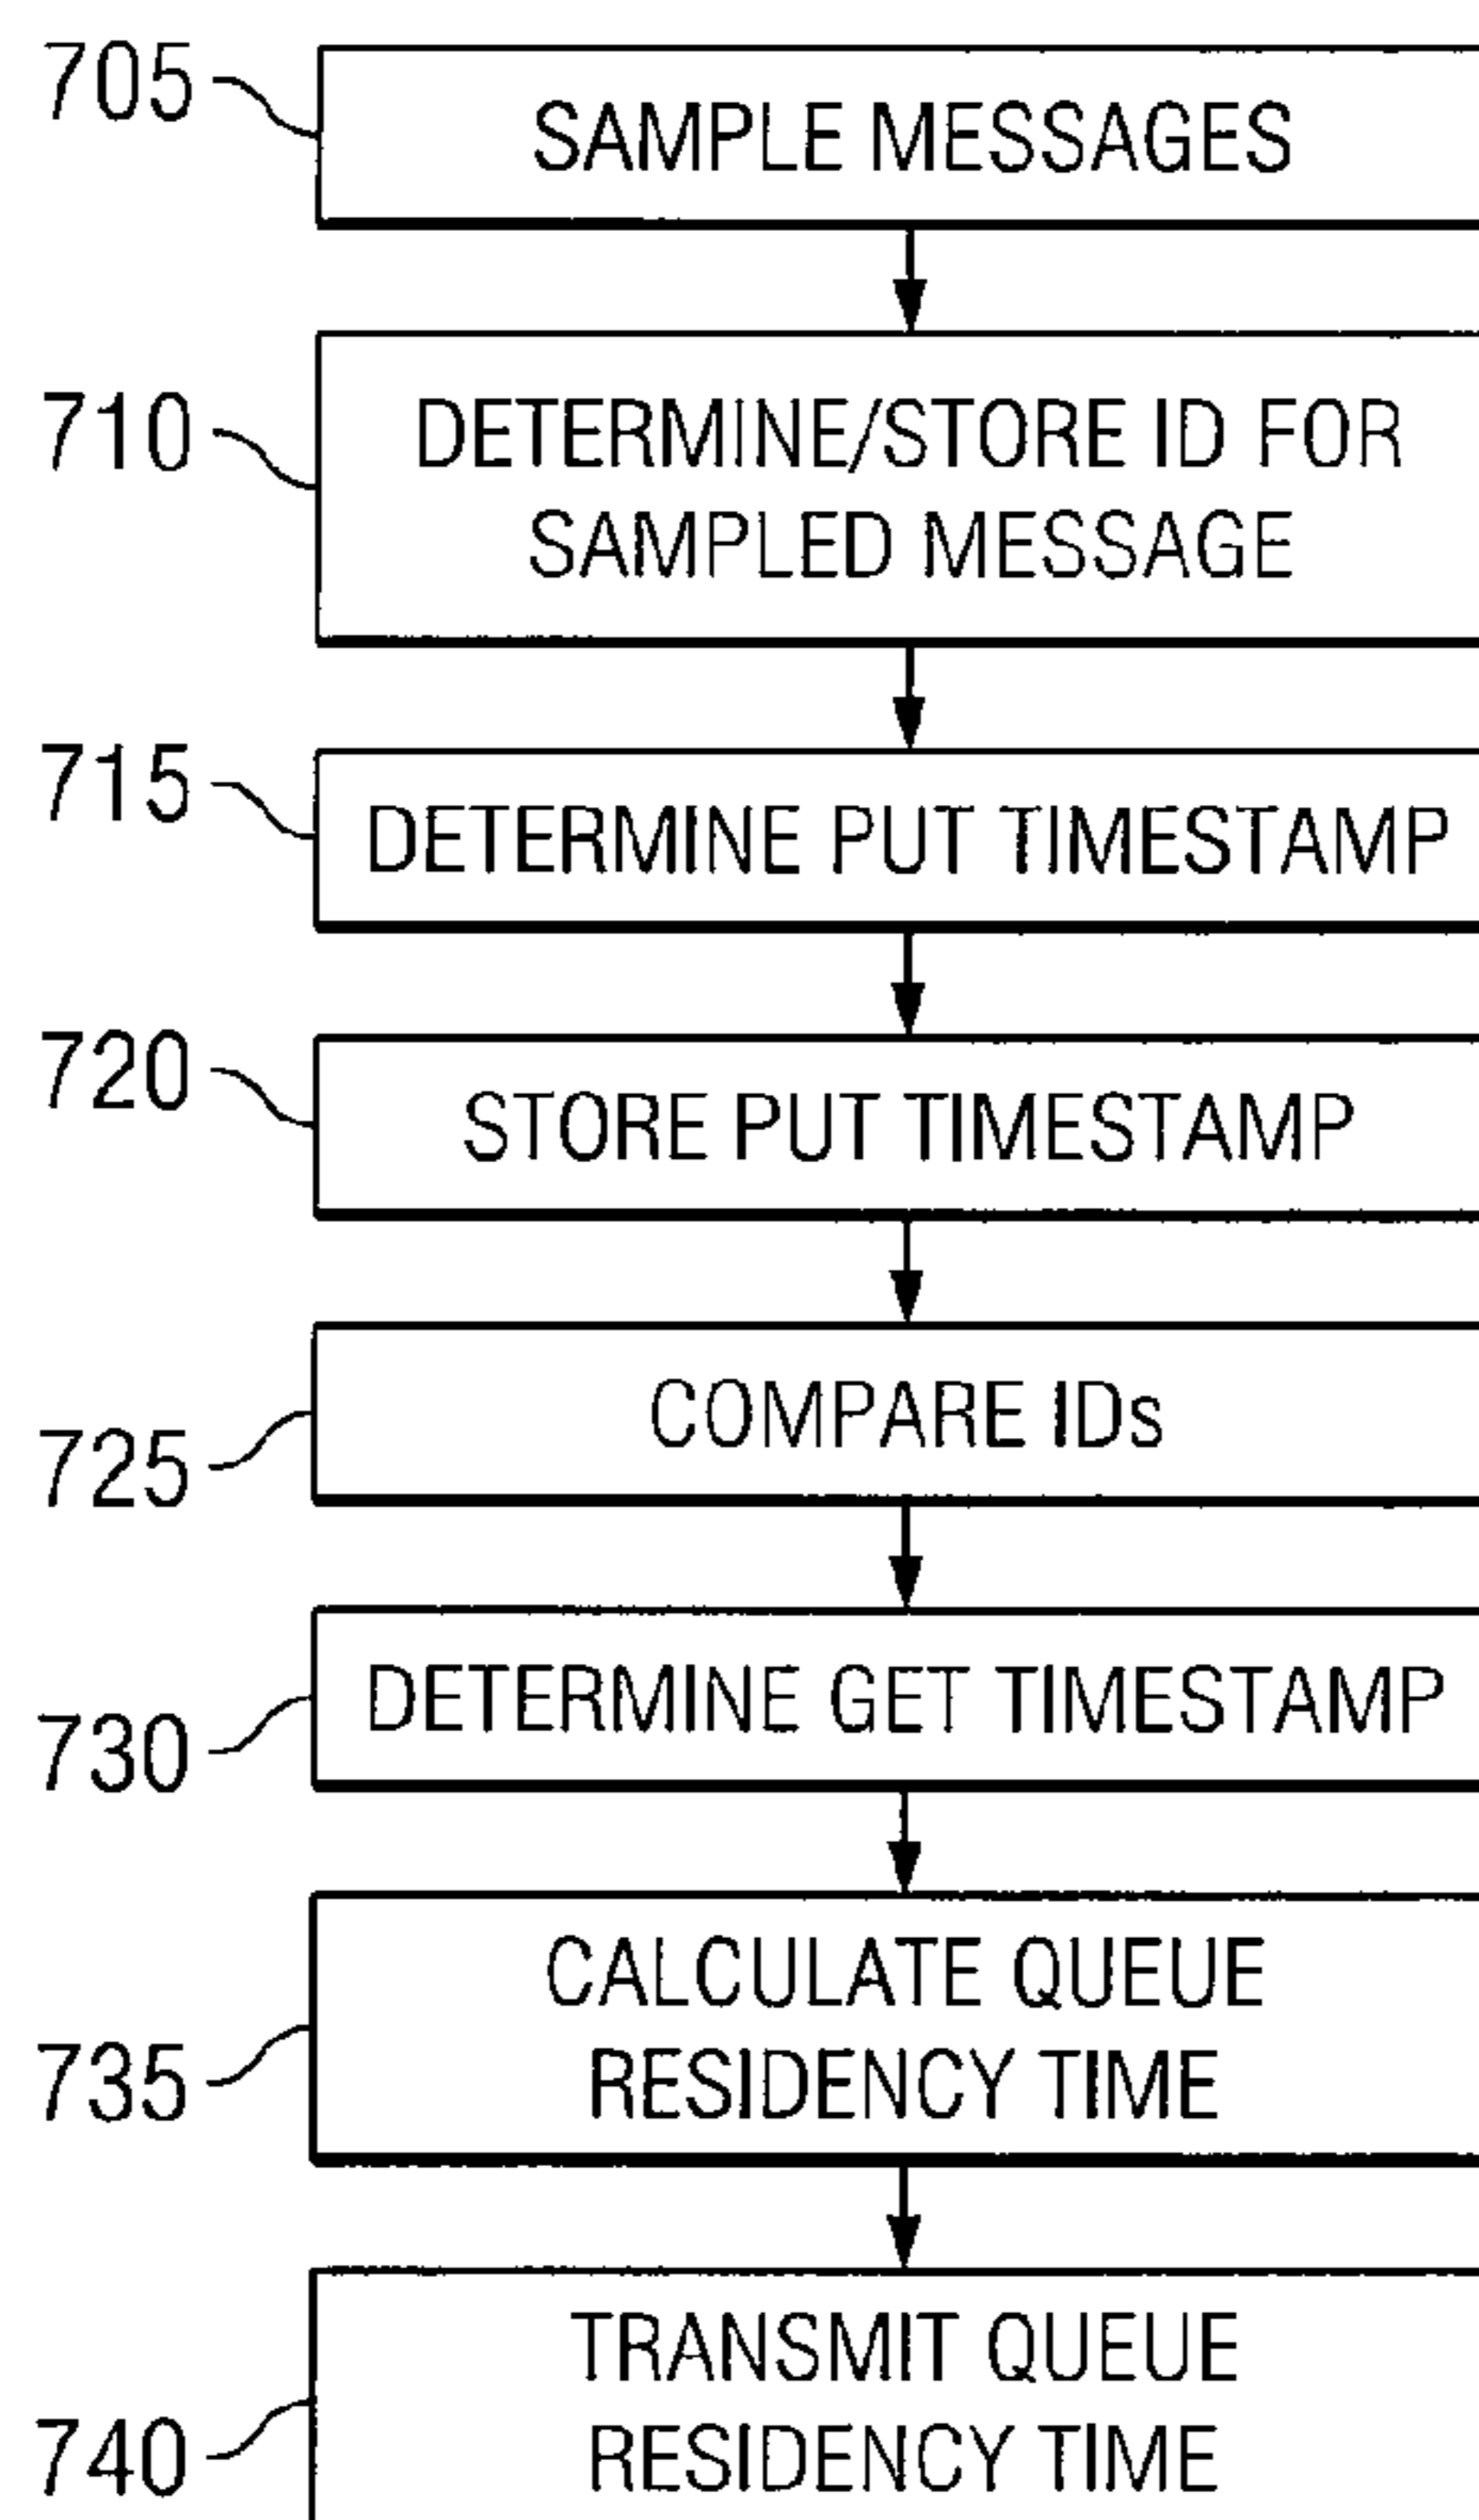 705
SAMPLE MESSAGES
710
DETERMINE/STORE ID FOR
SAMPLED MESSAGE
715
DETERMINE PUT TIMESTAMP
720
STORE PUT TIMESTAMP
725
COMPARE IDs
730
DETERMINE GET TIMESTAMP
735
CALCULATE QUEUE
RESIDENCY TIME
740
TRANSMIT QUEUE
RESIDENCY TIME